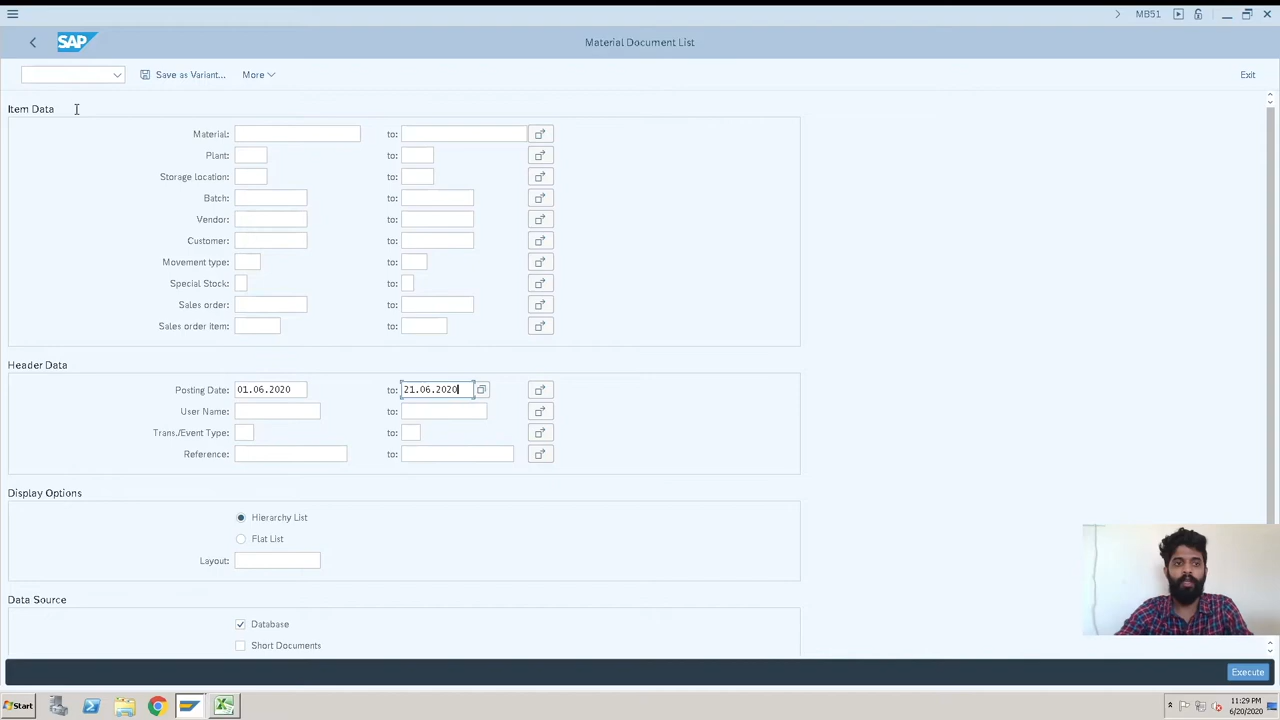 MB51
SAP
Material Document List
Save as Variant... More Exit
Item Data
Material: to:
Plant: to:
Storage location: to:
Batch: to:
Vendor: to:
Customer: to:
Movement type: to:
Special Stock: to:
Sales order: to:
Sales order item: to:
Header Data
Posting Date: 01.06.2020 to: 21.06.2020
User Name: to:
Trans./Event Type: to:
Reference: to:
Display Options
Hierarchy List
Flat List
Layout:
Data Source
Database
Short Documents
Execute
Start 11:29 PM
6/20/2020